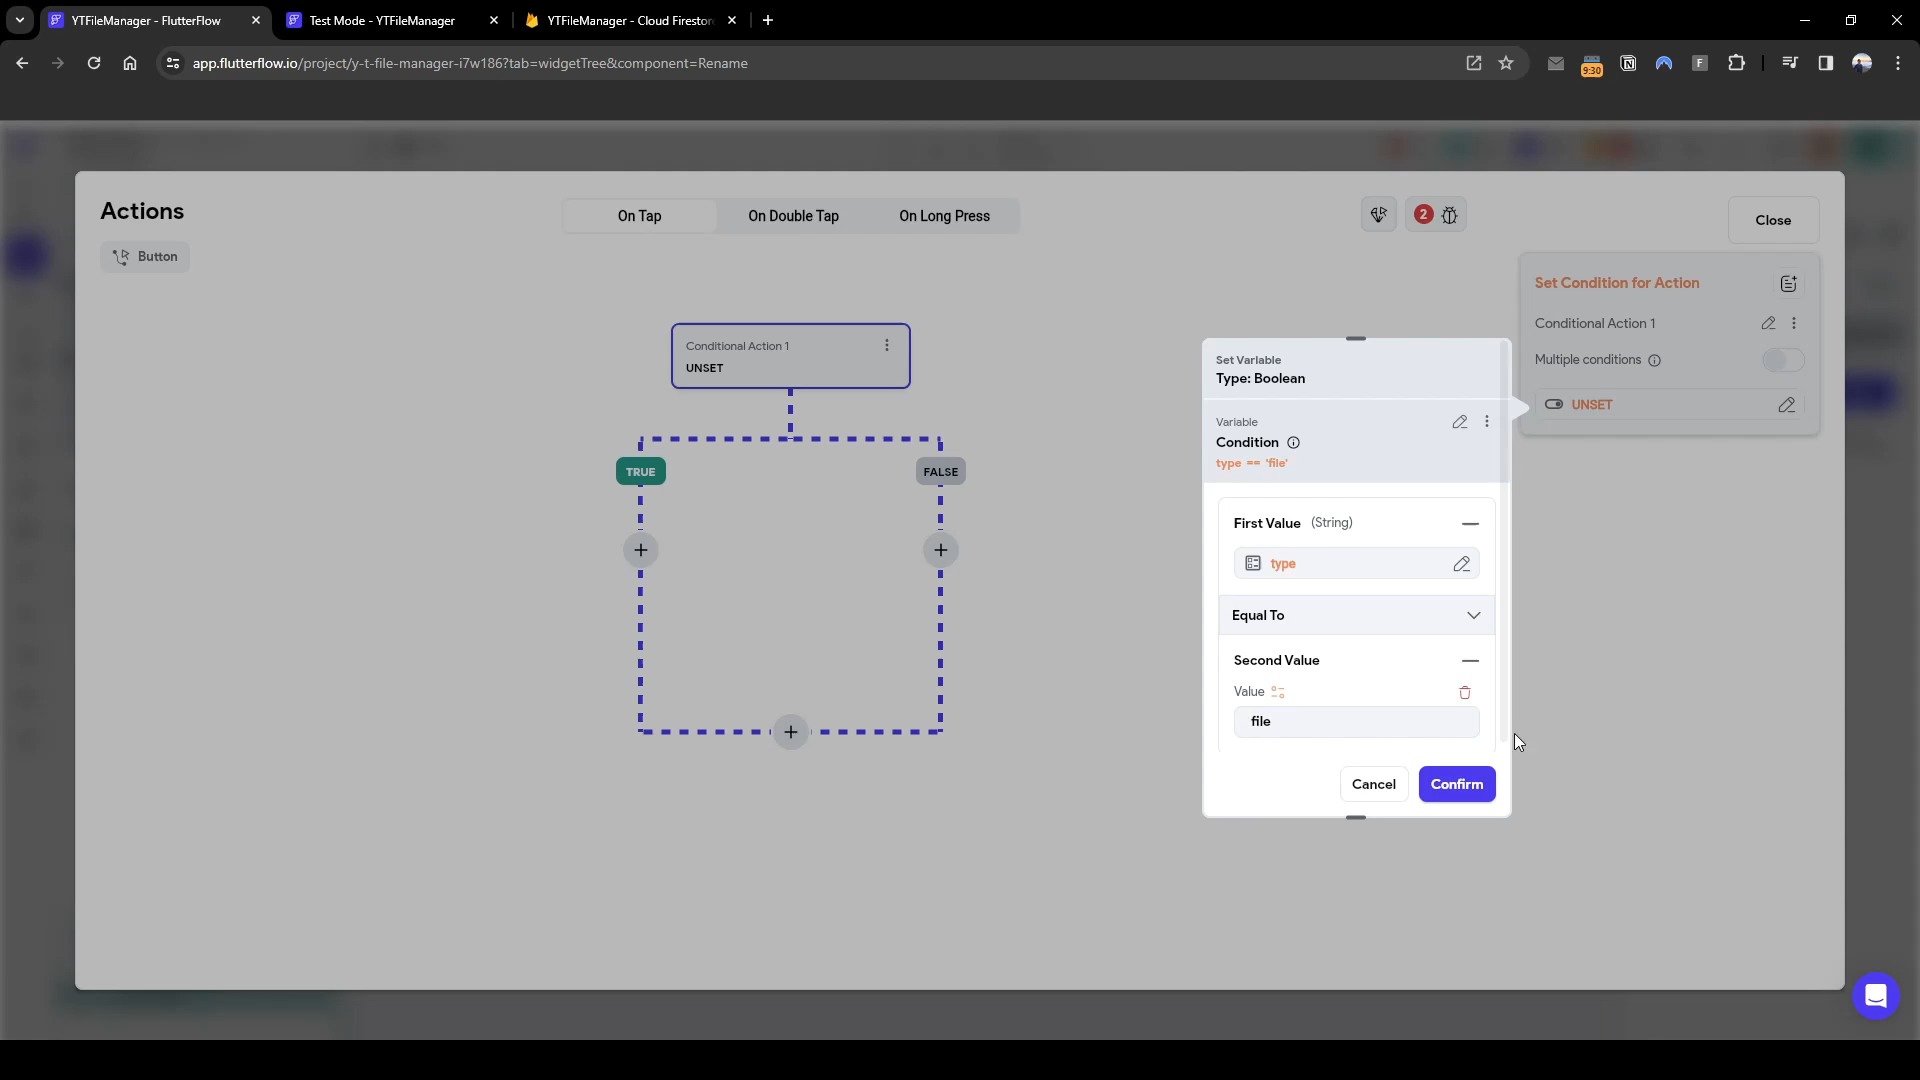 YTFileManager - FlutterFlow
Test Mode - YTFileManager
YTFileManager - Cloud Firestor
app.flutterflow.io/project/y-t-file-manager-i7w186?tab=widgetTree&component=Rename
9:30
F
Actions
On Tap
On Double Tap
On Long Press
2
Close
Button
Set Condition for Action
Conditional Action 1
Multiple conditions
UNSET
Conditional Action 1
UNSET
TRUE
FALSE
Set Variable
Type: Boolean
Variable
Condition
type == 'file'
First Value (String)
type
Equal To
Second Value
Value
file
Cancel
Confirm